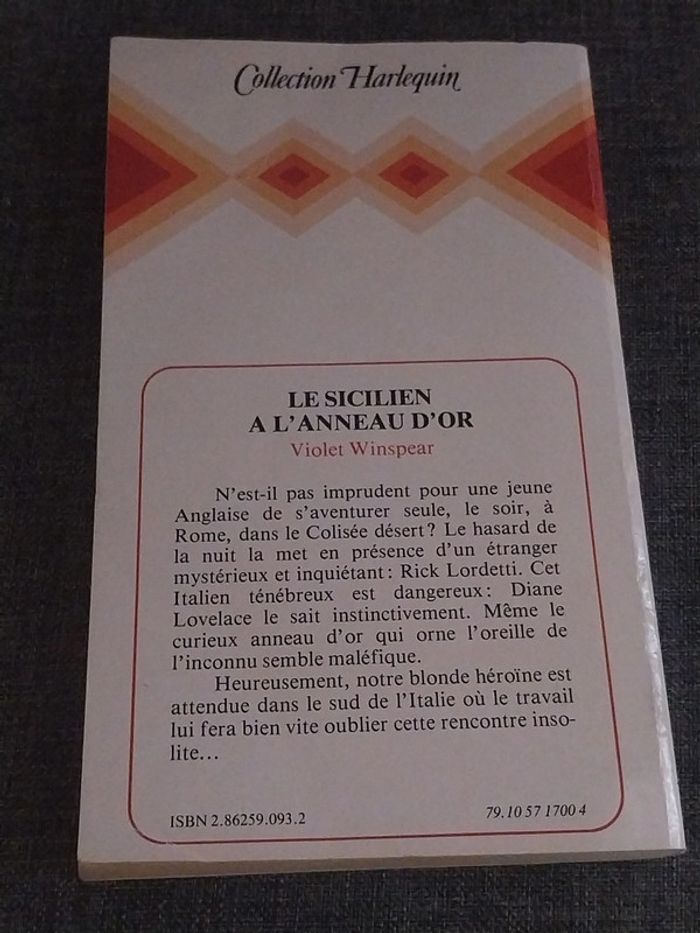 Collection Harlequin
LE SICILIEN
A L'ANNEAU D'OR
Violet Winspear
N'est-il pas imprudent pour une jeune
Anglaise de s'aventurer seule, le soir, à
Rome, dans le Colisée désert? Le hasard de
la nuit la met en présence d'un étranger
mystérieux et inquiétant: Rick Lordetti. Cet
Italien ténébreux est dangereux: Diane
Lovelace le sait instinctivement. Même le
curieux anneau d'or qui orne l'oreille de
l'inconnu semble maléfique.
Heureusement, notre blonde héroïne est
attendue dans le sud de l'Italie où le travail
lui fera bien vite oublier cette rencontre inso-
lite...
ISBN 2.86259.093.2
79.10 57 1700 4